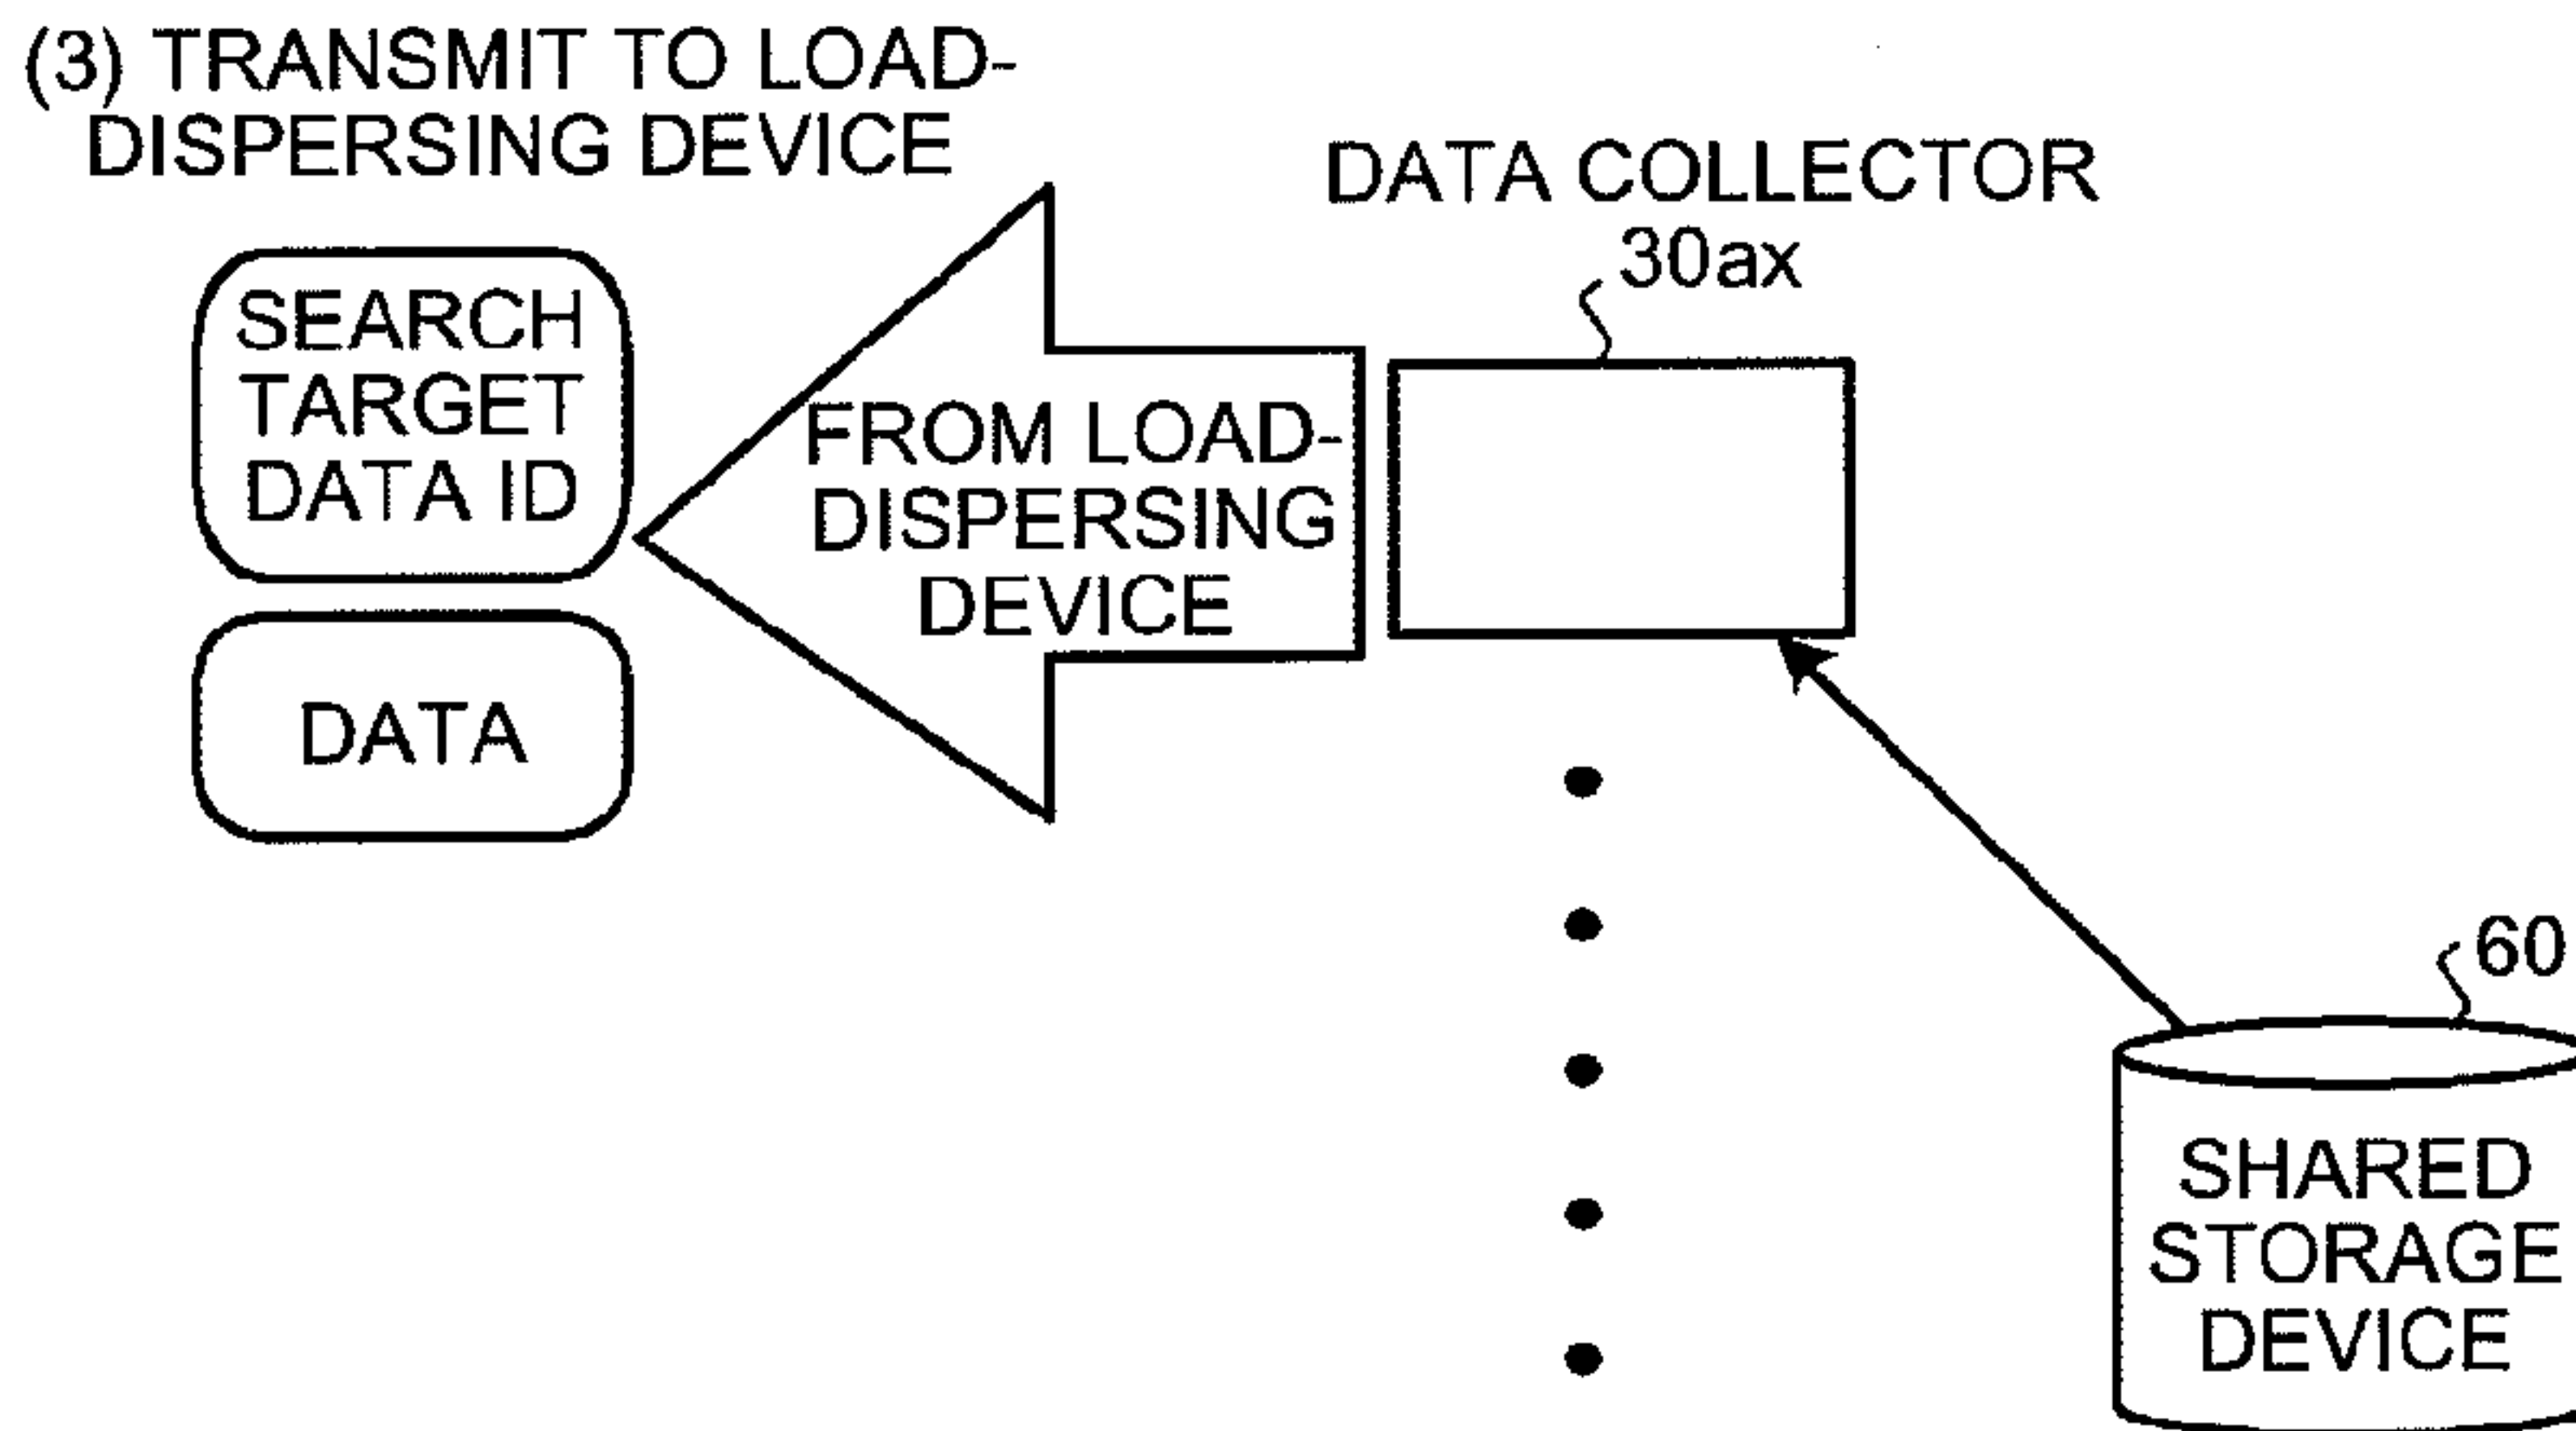 (3) TRANSMIT TO LOAD-
DISPERSING DEVICE
DATA COLLECTOR
30ax
SEARCH
TARGET
DATA ID
FROM LOAD-
DISPERSING
DEVICE
DATA
60
SHARED
STORAGE
DEVICE